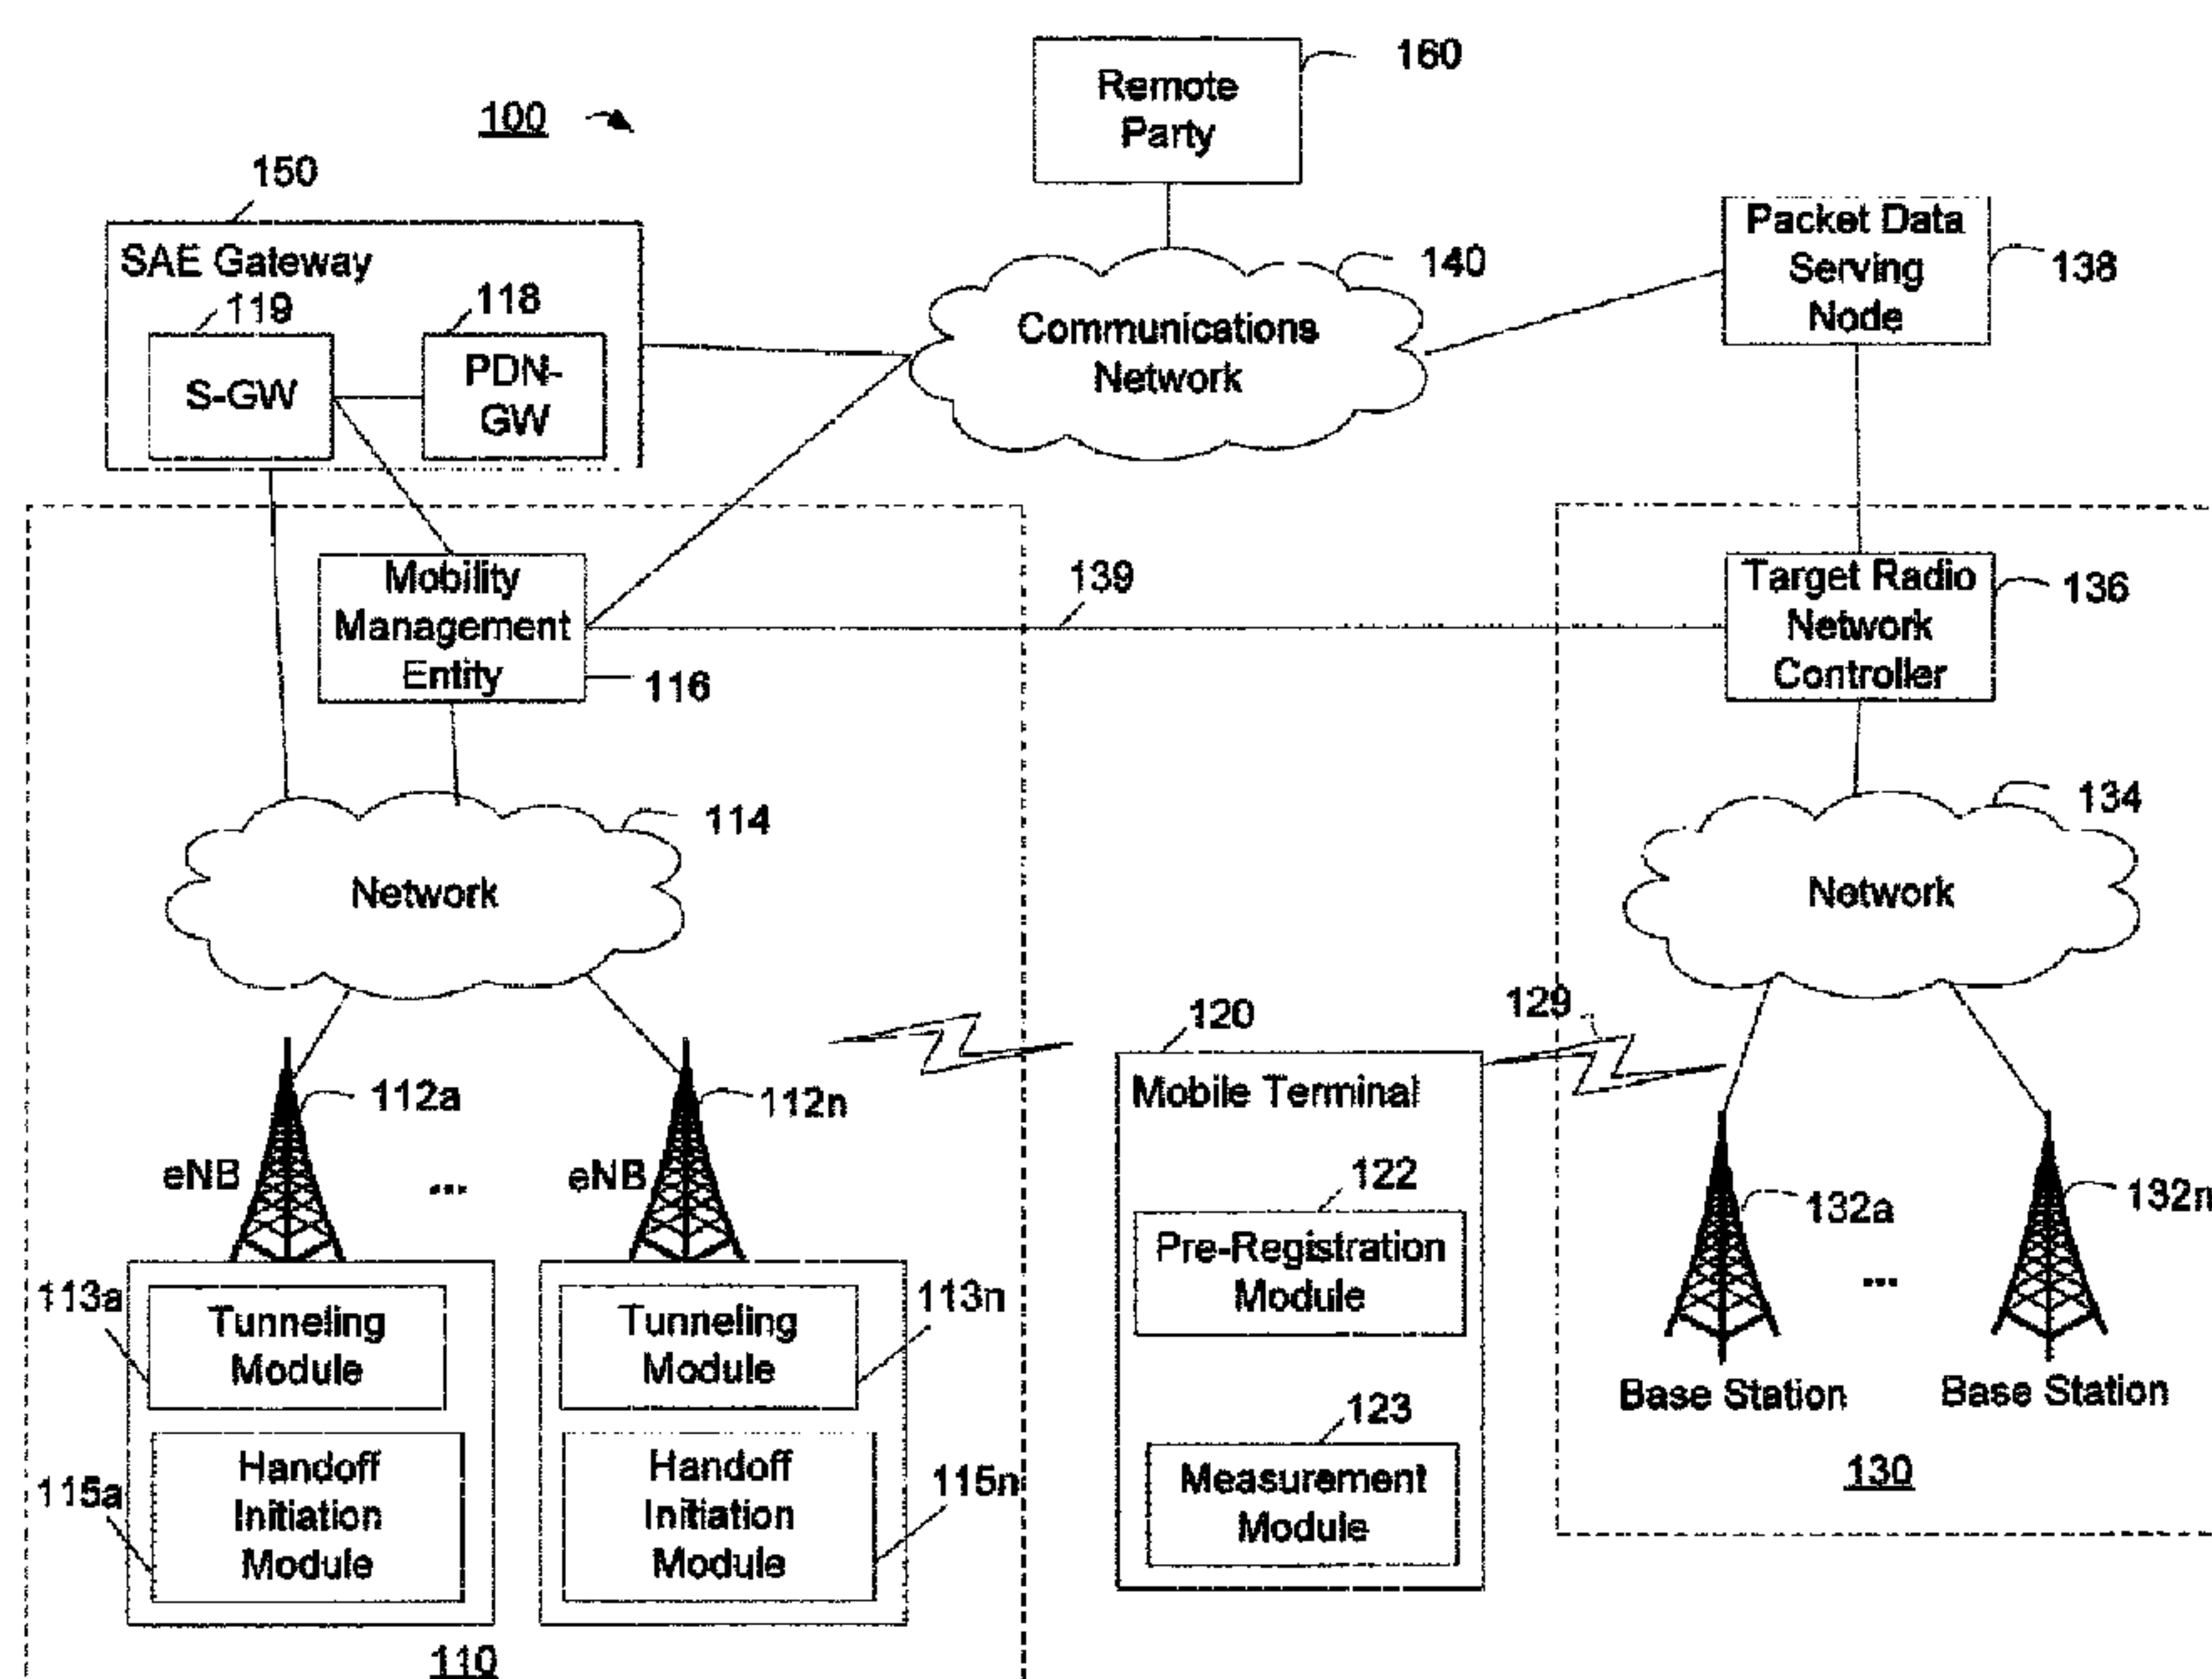 160
Remote
Party
100
150
SAE Gateway
119
118
S-GW
PDN-
GW
140
Communications
Network
Packet Data
Serving
Node
138
Mobility
Management
Entity
116
139
Target Radio
Network
Controller
136
114
Network
134
Network
112a
eNB
...
112n
eNB
120
Mobile Terminal
129
122
Pre-Registration
Module
123
Measurement
Module
132a
...
132n
Base Station
Base Station
130
113a
Tunneling
Module
115a
Handoff
Initiation
Module
Tunneling
Module
113n
Handoff
Initiation
Module
115n
110